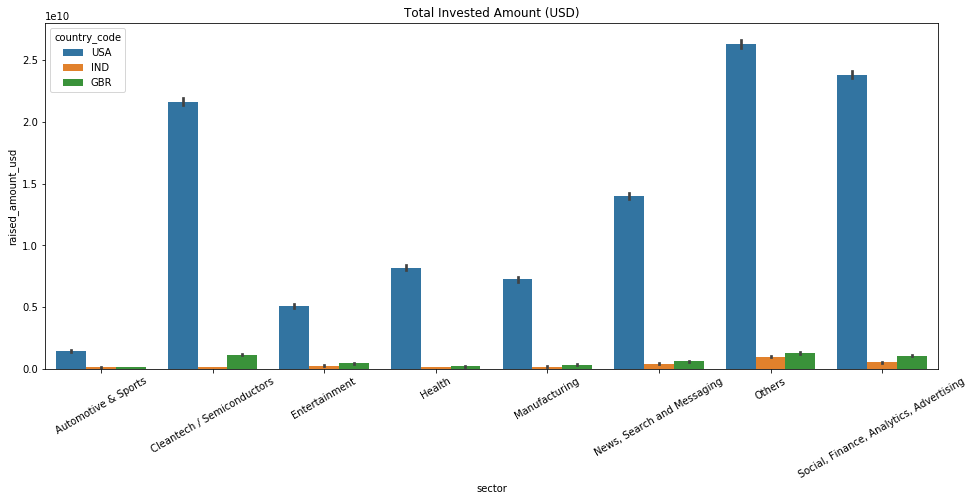 Total Invested Amount (USD)
1e10
country_code
USA
IND
GBR
raised_amount_usd
2.5
2.0
1.5
1.0
0.5
0.0
Automotive & Sports
Cleantech / Semiconductors
Entertainment
Health
Manufacturing
News, Search and Messaging
Others
Social, Finance, Analytics, Advertising
sector